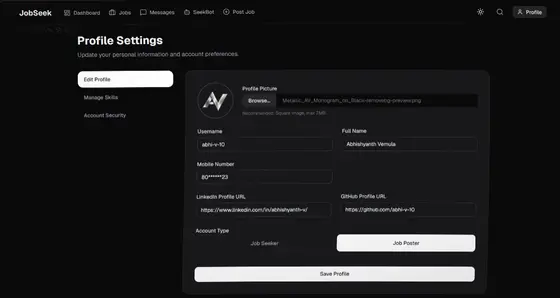 JobSeek Dashboard Jobs Messages SeekBot Post Job Profile
Profile Settings
Update your personal information and account preferences.
Edit Profile
Manage Skills
Account Security
Profile Picture
Browse...
Username
Full Name
abhi-v-10
Abhishyanth Vemula
Mobile Number
80******23
LinkedIn Profile URL
GitHub Profile URL
https://www.linkedin.com/in/abhishyanth-v/
https://github.com/abhi-v-10
Account Type
Job Seeker
Job Poster
Save Profile